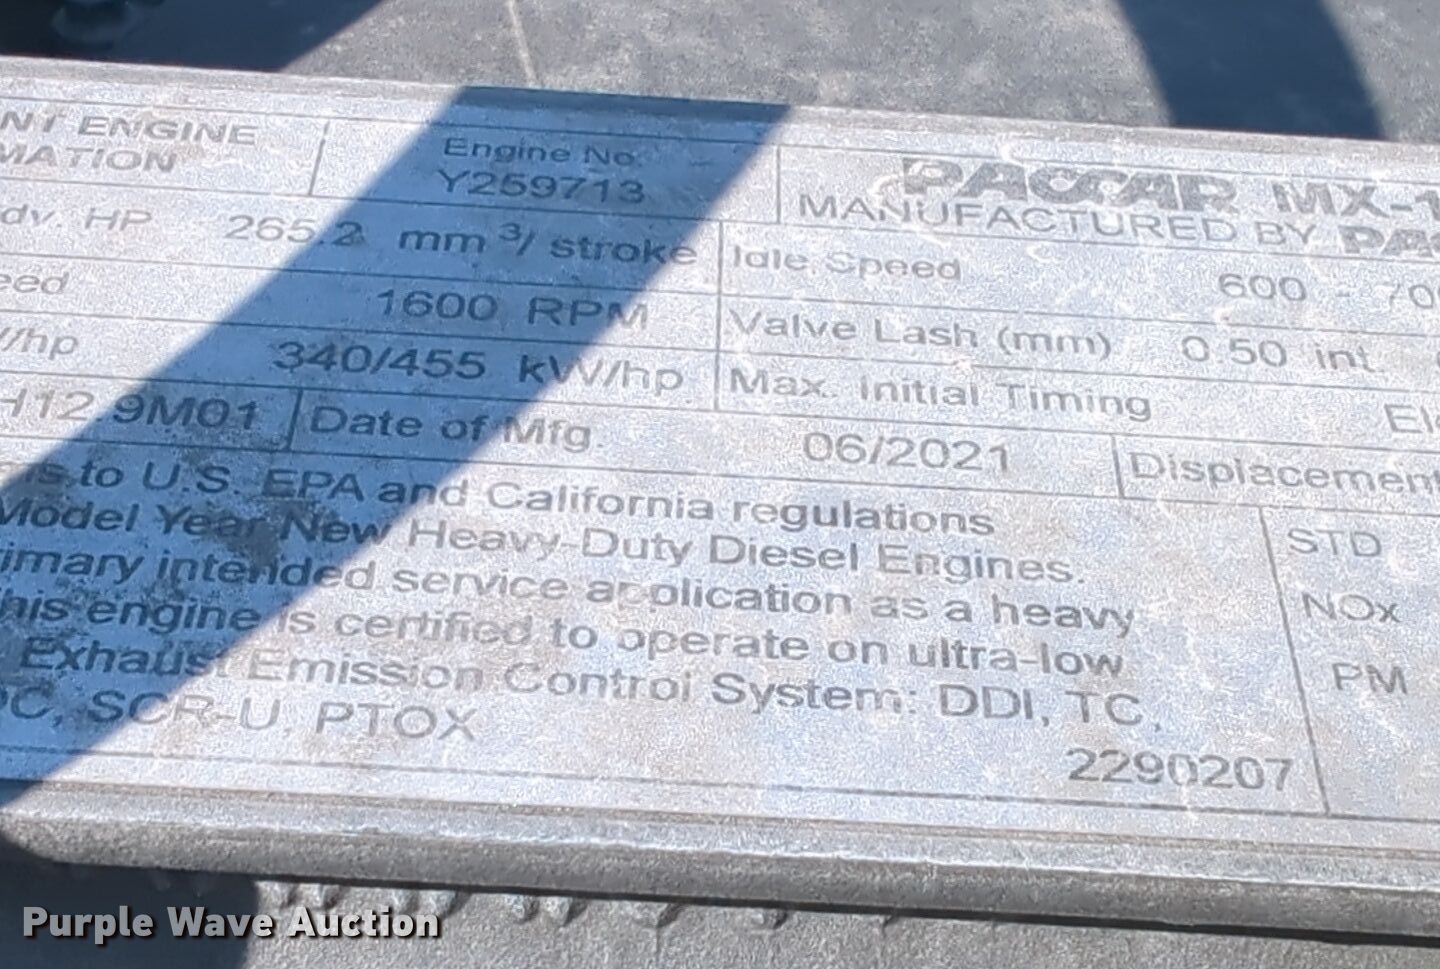 ENGINE
Engine No.
Y259713
PACCAR MX-1
MANUFACTURED BY PAC
dv. HP 265.2 mm³/ stroke
Idle Speed 600 - 70
eed 1600 RPM
Valve Lash (mm) 0.50 int.
/hp 340/455 kW/hp
Max. Initial Timing El
H12.9M01 Date of Mfg. 06/2021 Displacement
ms to U.S. EPA and California regulations
Model Year New Heavy-Duty Diesel Engines.
imary intended service application as a heavy
his engine is certified to operate on ultra-low
Exhaust Emission Control System: DDI, TC,
OC, SCR-U, PTOX
2290207
STD
NOx
PM
Purple Wave Auction